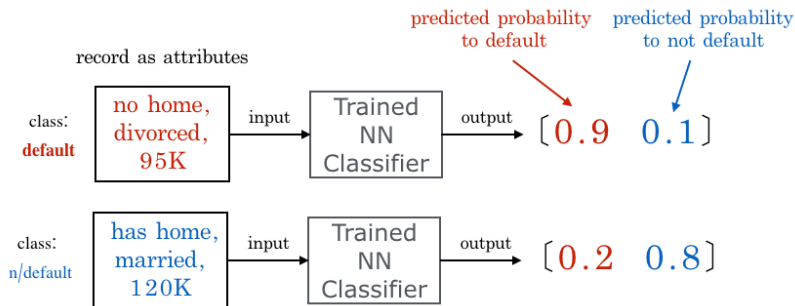 predicted probability
to default
predicted probability
to not default
record as attributes
class:
default
no home,
divorced,
95K
input
Trained
NN
Classifier
output
[0.9 0.1]
class:
n/default
has home,
married,
120K
input
Trained
NN
Classifier
output
[0.2 0.8]